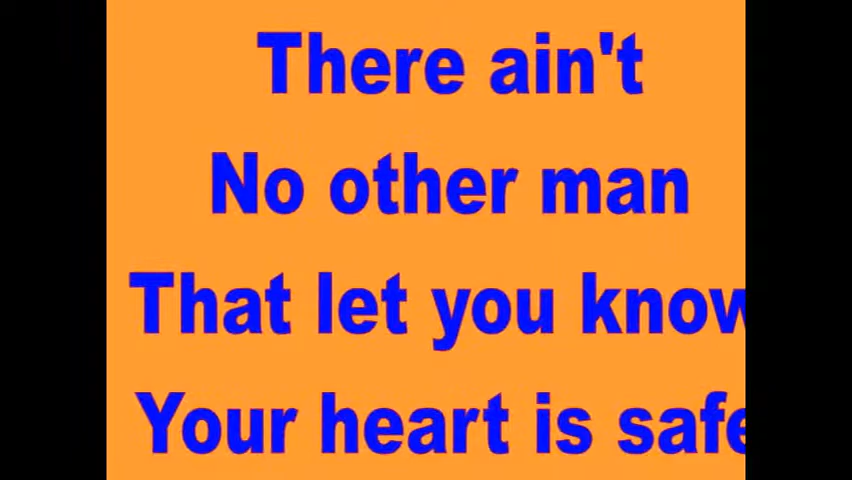 There ain't
No other man
That let you know
Your heart is safe